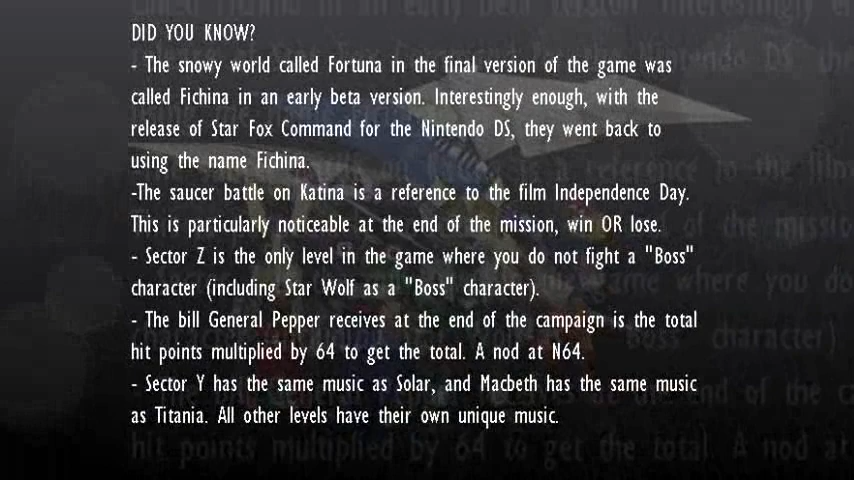 DID YOU KNOW?
- The snowy world called Fortuna in the final version of the game was
called Fichina in an early beta version. Interestingly enough, with the
release of Star Fox Command for the Nintendo DS, they went back to
using the name Fichina.
-The saucer battle on Katina is a reference to the film Independence Day.
This is particularly noticeable at the end of the mission, win OR lose.
- Sector Z is the only level in the game where you do not fight a "Boss"
character (including Star Wolf as a "Boss" character).
- The bill General Pepper receives at the end of the campaign is the total
hit points multiplied by 64 to get the total. A nod at N64.
- Sector Y has the same music as Solar, and Macbeth has the same music
as Titania. All other levels have their own unique music.